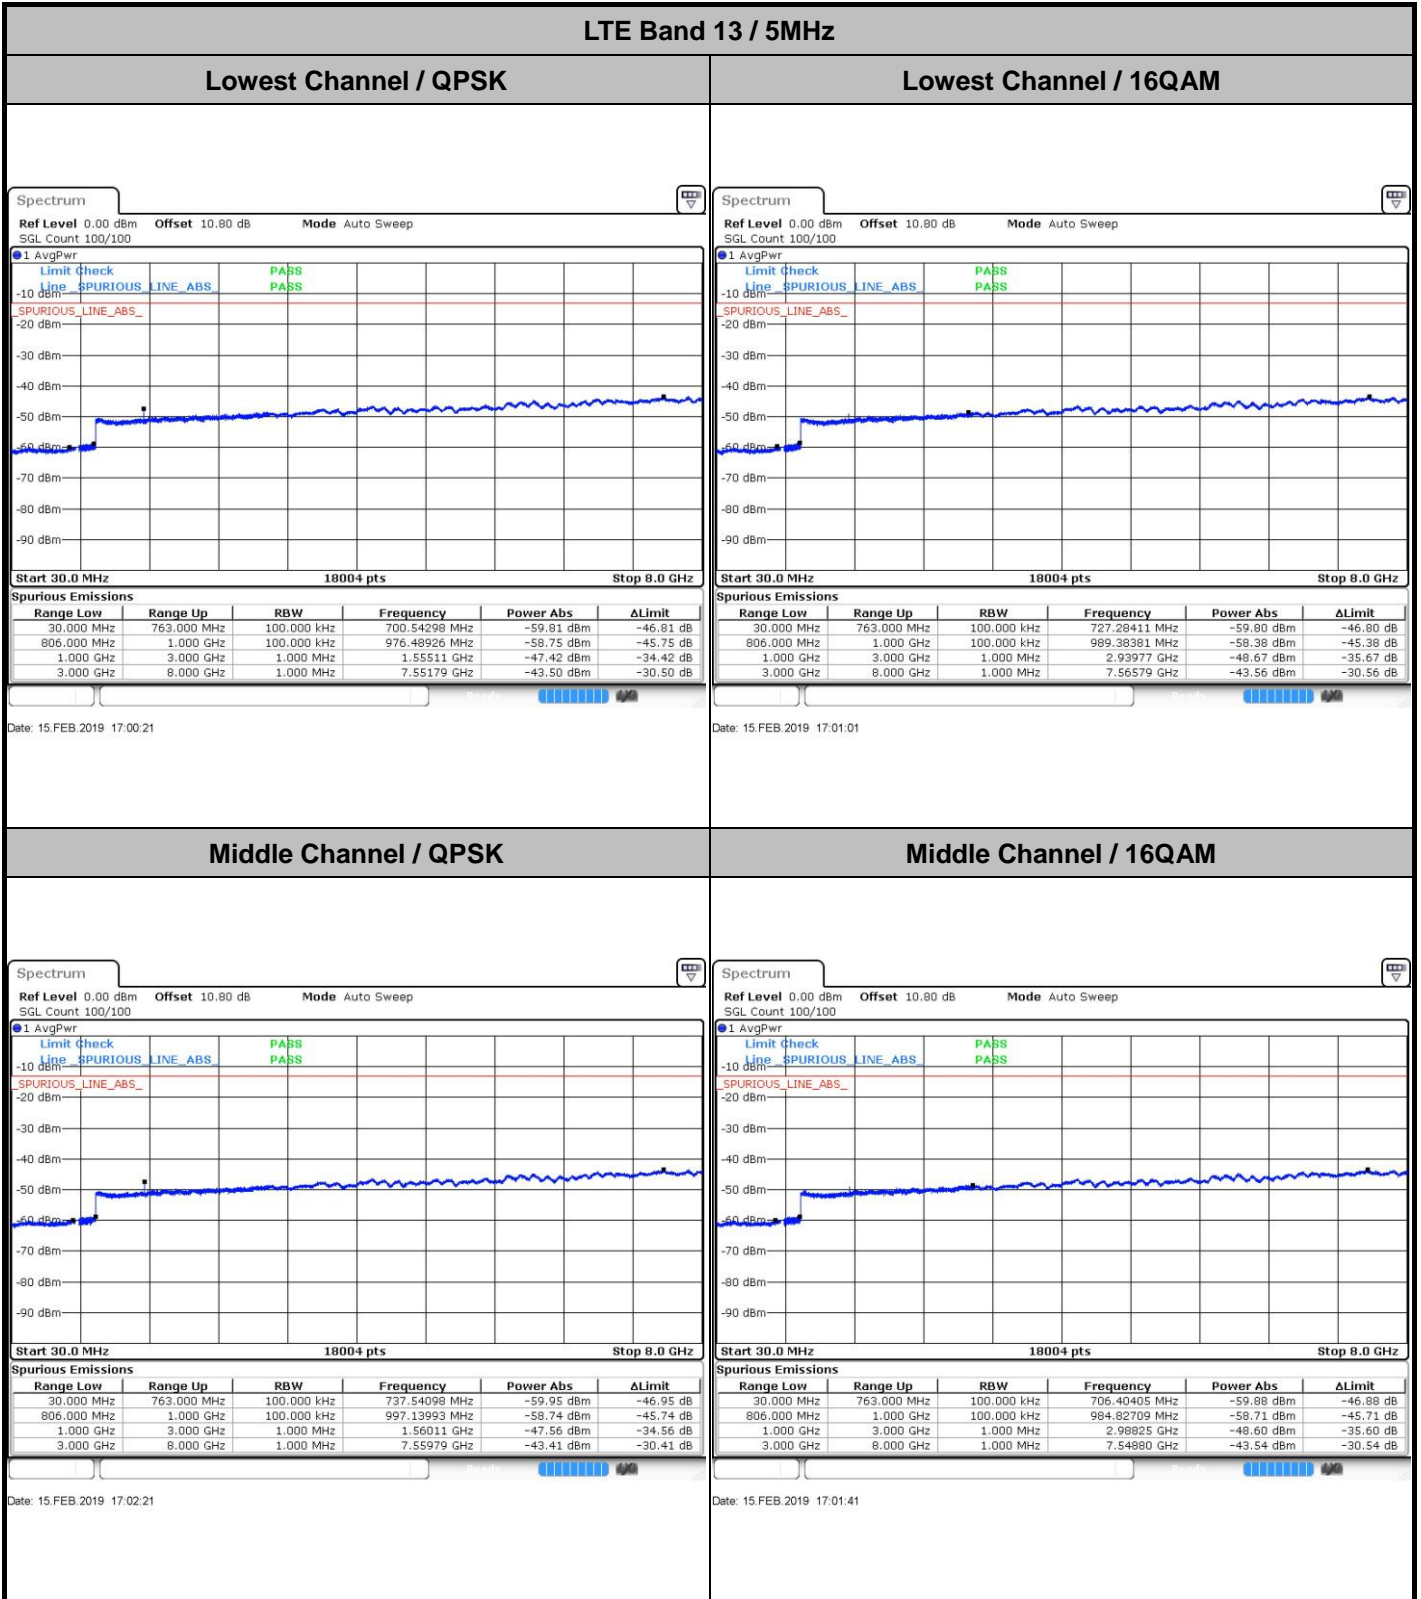 LTE Band 13 / 5MHz
Lowest Channel / QPSK
Lowest Channel / 16QAM
Spectrum
Ref Level 0.00 dBm Offset 10.80 dB Mode Auto Sweep
SGL Count 100/100
1 AvgPwr
Limit Check PASS
Line _SPURIOUS_LINE_ABS_ PASS
-10 dBm
_SPURIOUS_LINE_ABS_
-20 dBm
-30 dBm
-40 dBm
-50 dBm
-60 dBm
-70 dBm
-80 dBm
-90 dBm
Start 30.0 MHz 18004 pts Stop 8.0 GHz
Spurious Emissions
Range Low Range Up RBW Frequency Power Abs ΔLimit
30.000 MHz 763.000 MHz 100.000 kHz 700.54298 MHz -59.81 dBm -46.81 dB
806.000 MHz 1.000 GHz 100.000 kHz 976.48926 MHz -58.75 dBm -45.75 dB
1.000 GHz 3.000 GHz 1.000 MHz 1.55511 GHz -47.42 dBm -34.42 dB
3.000 GHz 8.000 GHz 1.000 MHz 7.55179 GHz -43.50 dBm -30.50 dB
Date: 15.FEB.2019 17:00:21
Spectrum
Ref Level 0.00 dBm Offset 10.80 dB Mode Auto Sweep
SGL Count 100/100
1 AvgPwr
Limit Check PASS
Line _SPURIOUS_LINE_ABS_ PASS
-10 dBm
_SPURIOUS_LINE_ABS_
-20 dBm
-30 dBm
-40 dBm
-50 dBm
-60 dBm
-70 dBm
-80 dBm
-90 dBm
Start 30.0 MHz 18004 pts Stop 8.0 GHz
Spurious Emissions
Range Low Range Up RBW Frequency Power Abs ΔLimit
30.000 MHz 763.000 MHz 100.000 kHz 727.28411 MHz -59.80 dBm -46.80 dB
806.000 MHz 1.000 GHz 100.000 kHz 989.38381 MHz -58.38 dBm -45.38 dB
1.000 GHz 3.000 GHz 1.000 MHz 2.93977 GHz -48.67 dBm -35.67 dB
3.000 GHz 8.000 GHz 1.000 MHz 7.56579 GHz -43.56 dBm -30.56 dB
Date: 15.FEB.2019 17:01:01
Middle Channel / QPSK
Middle Channel / 16QAM
Spectrum
Ref Level 0.00 dBm Offset 10.80 dB Mode Auto Sweep
SGL Count 100/100
1 AvgPwr
Limit Check PASS
Line _SPURIOUS_LINE_ABS_ PASS
-10 dBm
_SPURIOUS_LINE_ABS_
-20 dBm
-30 dBm
-40 dBm
-50 dBm
-60 dBm
-70 dBm
-80 dBm
-90 dBm
Start 30.0 MHz 18004 pts Stop 8.0 GHz
Spurious Emissions
Range Low Range Up RBW Frequency Power Abs ΔLimit
30.000 MHz 763.000 MHz 100.000 kHz 737.54098 MHz -59.95 dBm -46.95 dB
806.000 MHz 1.000 GHz 100.000 kHz 997.13993 MHz -58.74 dBm -45.74 dB
1.000 GHz 3.000 GHz 1.000 MHz 1.56011 GHz -47.56 dBm -34.56 dB
3.000 GHz 8.000 GHz 1.000 MHz 7.55979 GHz -43.41 dBm -30.41 dB
Date: 15.FEB.2019 17:02:21
Spectrum
Ref Level 0.00 dBm Offset 10.80 dB Mode Auto Sweep
SGL Count 100/100
1 AvgPwr
Limit Check PASS
Line _SPURIOUS_LINE_ABS_ PASS
-10 dBm
_SPURIOUS_LINE_ABS_
-20 dBm
-30 dBm
-40 dBm
-50 dBm
-60 dBm
-70 dBm
-80 dBm
-90 dBm
Start 30.0 MHz 18004 pts Stop 8.0 GHz
Spurious Emissions
Range Low Range Up RBW Frequency Power Abs ΔLimit
30.000 MHz 763.000 MHz 100.000 kHz 706.40405 MHz -59.88 dBm -46.88 dB
806.000 MHz 1.000 GHz 100.000 kHz 984.82709 MHz -58.71 dBm -45.71 dB
1.000 GHz 3.000 GHz 1.000 MHz 2.98825 GHz -48.60 dBm -35.60 dB
3.000 GHz 8.000 GHz 1.000 MHz 7.54880 GHz -43.54 dBm -30.54 dB
Date: 15.FEB.2019 17:01:41